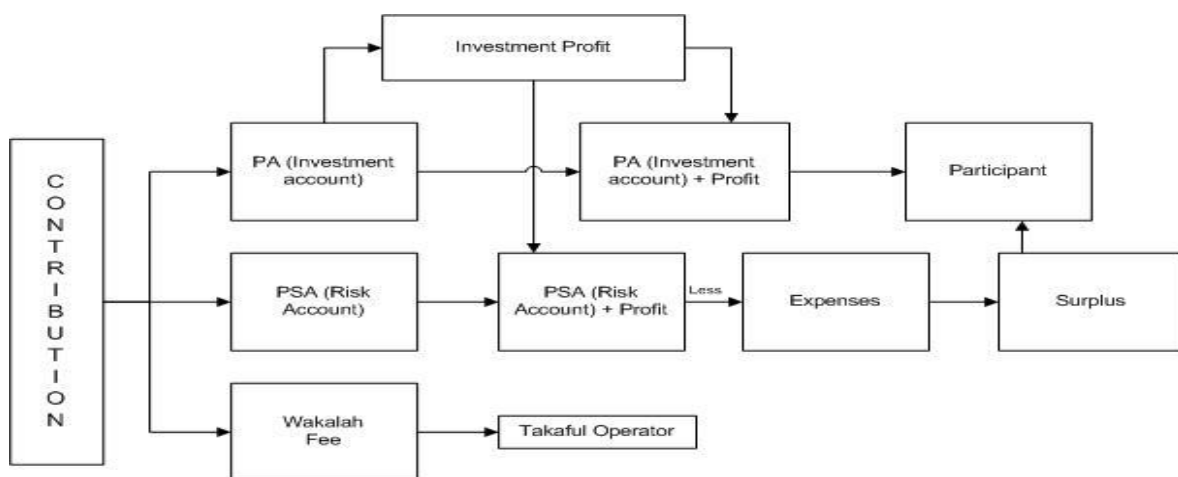 Investment Profit
PA (Investment
account)
PA (Investment
account) + Profit
Participant
CONTRIBUTION
PSA (Risk
Account)
PSA (Risk
Account) + Profit
Less
Expenses
Surplus
Wakalah
Fee
Takaful Operator